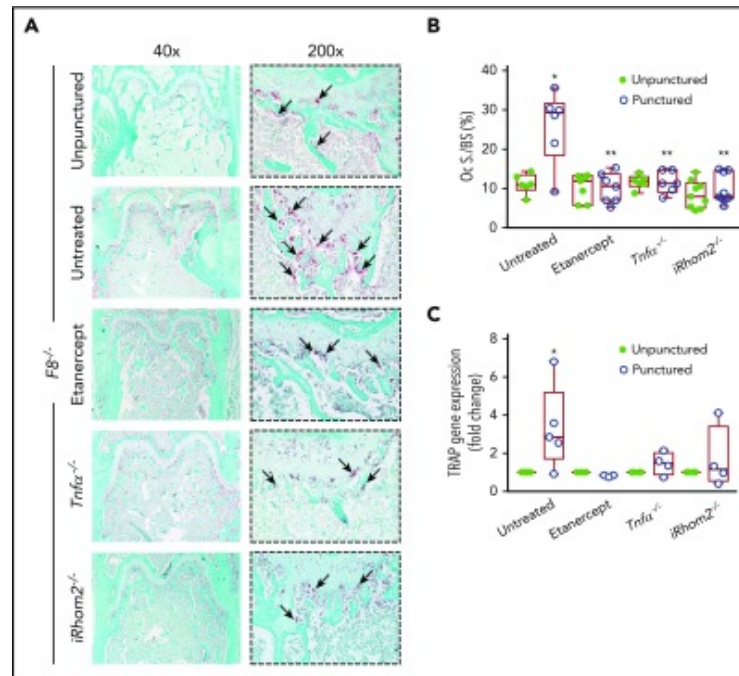 A
40x 200x
F8-/-
Unpunctured
Untreated
Etanercept
Tnfα-/-
iRhom2-/-
B
Oc S./BS (%)
40
30
20
10
0
Unpunctured
Punctured
*
** ** **
Untreated
Etanercept
Tnfα-/-
iRhom2-/-
C
TRAP gene expression
(fold change)
8
6
4
2
0
Unpunctured
Punctured
*
Untreated
Etanercept
Tnfα-/-
iRhom2-/-